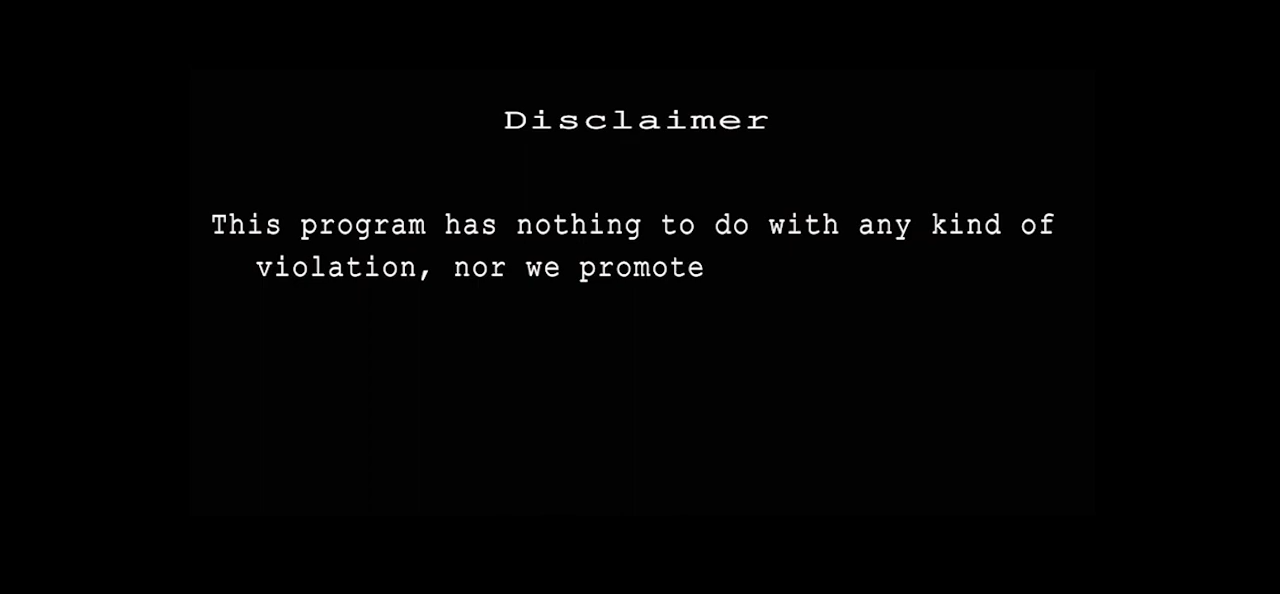 Disclaimer
This program has nothing to do with any kind of
violation, nor we promote